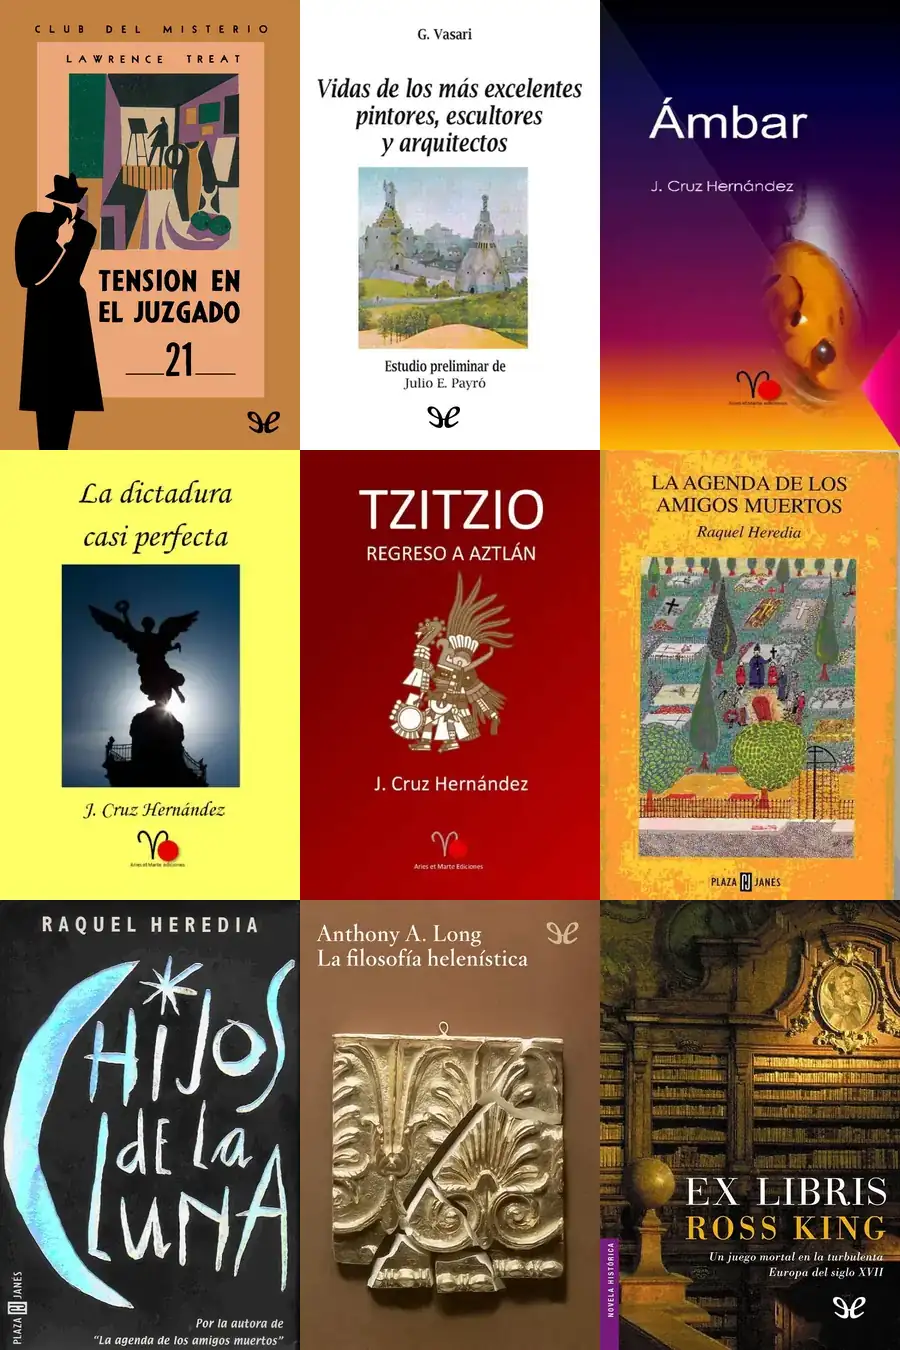 CLUB DEL MISTERIO
LAWRENCE TREAT
TENSION EN
EL JUZGADO
21
G. Vasari
Vidas de los más excelentes
pintores, escultores
y arquitectos
Estudio preliminar de
Julio E. Payró
Ámbar
J. Cruz Hernández
Aries et Marte ediciones
La dictadura
casi perfecta
J. Cruz Hernández
Aries et Marte ediciones
TZITZIO
REGRESO A AZTLÁN
J. Cruz Hernández
Aries et Marte Ediciones
LA AGENDA DE LOS
AMIGOS MUERTOS
Raquel Heredia
PLAZA JANÉS
RAQUEL HEREDIA
HIJOS
DE La
LUNA
PLAZA JANÉS
Por la autora de
“La agenda de los amigos muertos”
Anthony A. Long
La filosofía helenística
EX LIBRIS
ROSS KING
Un juego mortal en la turbulenta
Europa del siglo XVII
NOVELA HISTÓRICA